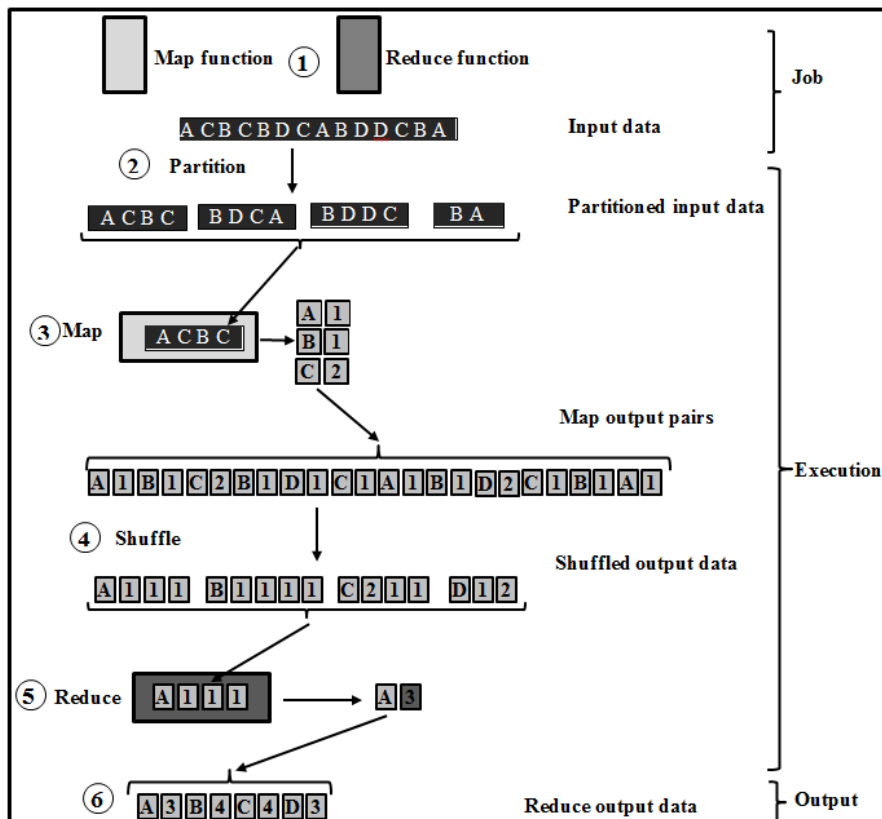 Map function 1 Reduce function
Job
A C B C B D C A B D D C B A
Input data
2 Partition
A C B C B D C A B D D C B A
Partitioned input data
3 Map A C B C
A 1
B 1
C 2
Map output pairs
A 1 B 1 C 2 B 1 D 1 C 1 A 1 B 1 D 2 C 1 B 1 A 1
Execution
4 Shuffle
Shuffled output data
A 1 1 1 B 1 1 1 1 C 2 1 1 D 1 2
5 Reduce A 1 1 1 A 3
6 A 3 B 4 C 4 D 3
Reduce output data
Output